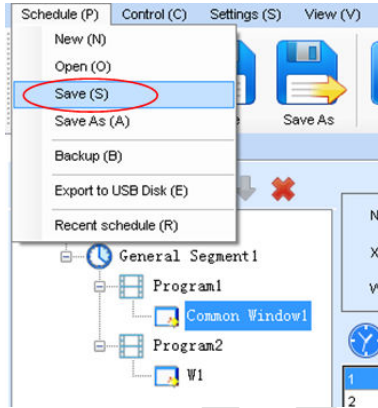 Schedule (P) Control (C) Settings (S) View (V)
New (N)
Open (O)
Save (S)
Save As (A)
Save As
Backup (B)
Export to USB Disk (E)
Recent schedule (R)
General Segment1
Program1
Common Window1
Program2
W1
N
X
W
1
2